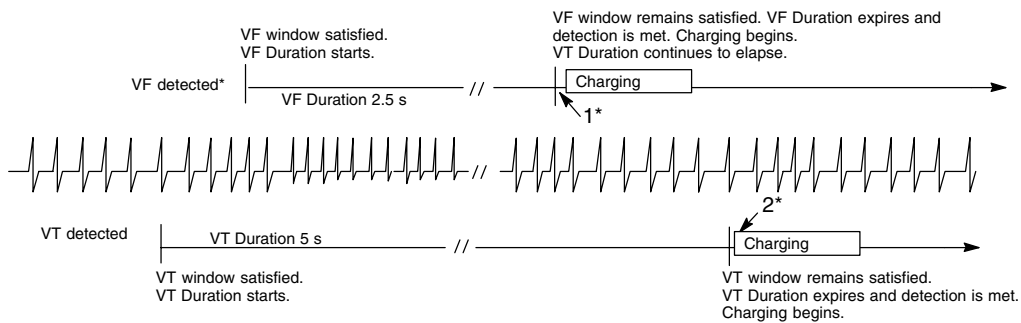 VF window satisfied.
VF Duration starts.
VF window remains satisfied. VF Duration expires and
detection is met. Charging begins.
VT Duration continues to elapse.
VF detected*
VF Duration 2.5 s
//
Charging
1*
//
2*
VT detected
VT Duration 5 s
//
Charging
VT window satisfied.
VT Duration starts.
VT window remains satisfied.
VT Duration expires and detection is met.
Charging begins.